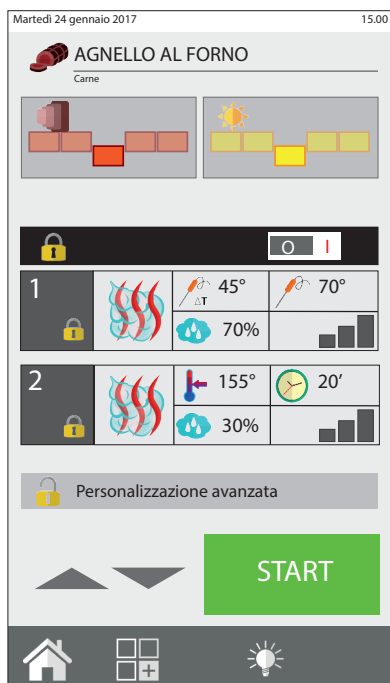 Martedì 24 gennaio 2017 15.00
AGNELLO AL FORNO
Carne
O I
1 45° 70°
ΔT
70%
2 155° 20’
30%
Personalizzazione avanzata
START